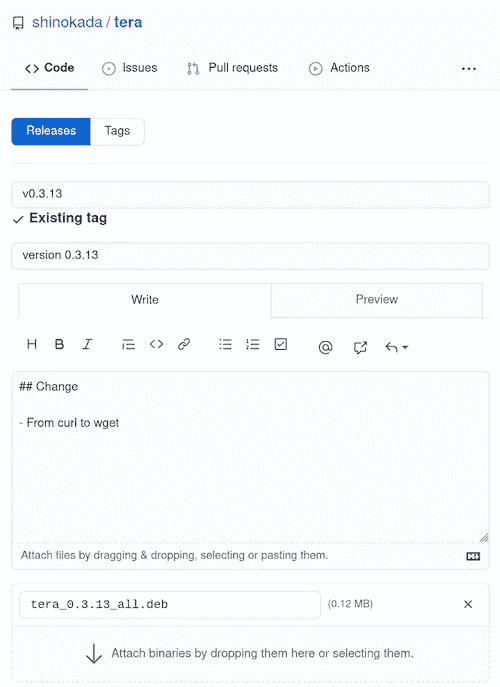 shinokada / tera
Code Issues Pull requests Actions ...
Releases Tags
v0.3.13
Existing tag
version 0.3.13
Write Preview
H B I @
## Change
- From curl to wget
Attach files by dragging & dropping, selecting or pasting them.
tera_0.3.13_all.deb (0.12 MB)
Attach binaries by dropping them here or selecting them.